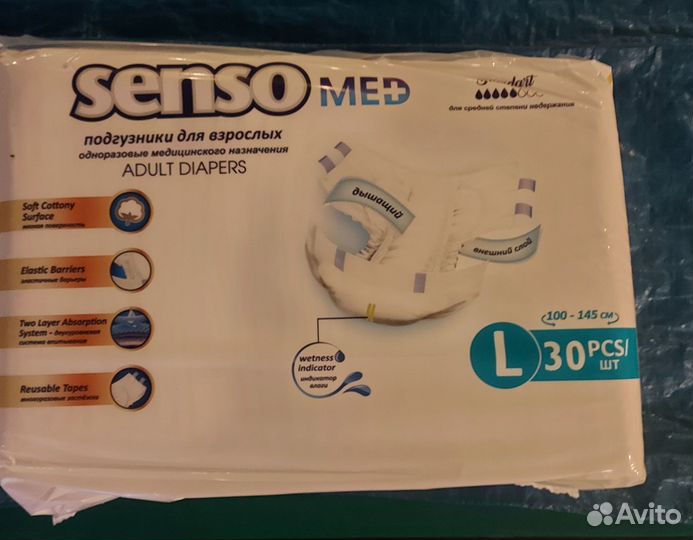 senso MED
Standart
для средней степени недержания
подгузники для взрослых
одноразовые медицинского назначения
ADULT DIAPERS
Soft Cottony
Surface
мягкая поверхность
Elastic Barriers
эластичные барьеры
Two Layer Absorption
System - двухуровневая
система впитывания
Reusable Tapes
многоразовые застёжки
дышащий
внешний слой
wetness
indicator
индикатор
влаги
100 - 145 см
L 30 PCS/
ШТ
Avito